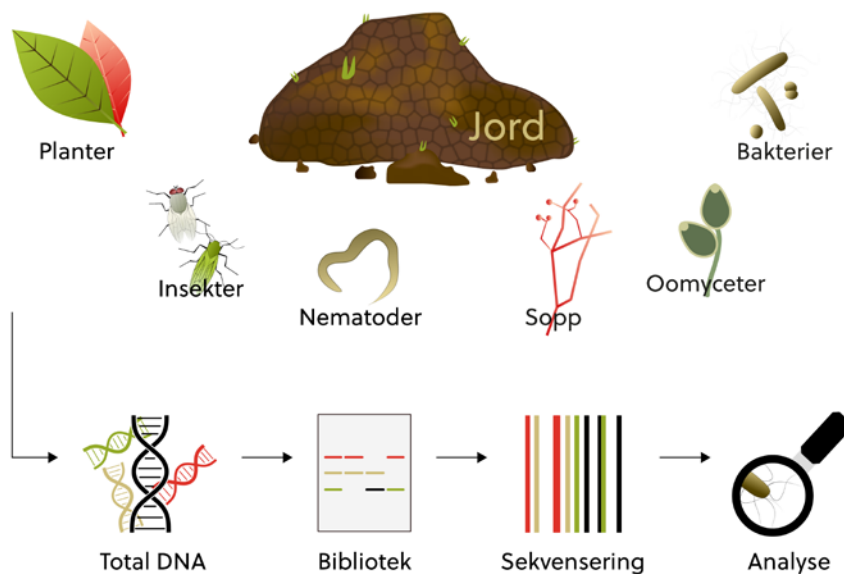 Jord
Planter
Bakterier
Insekter
Nematoder
Sopp
Oomyceter
Total DNA
Bibliotek
Sekvensering
Analyse